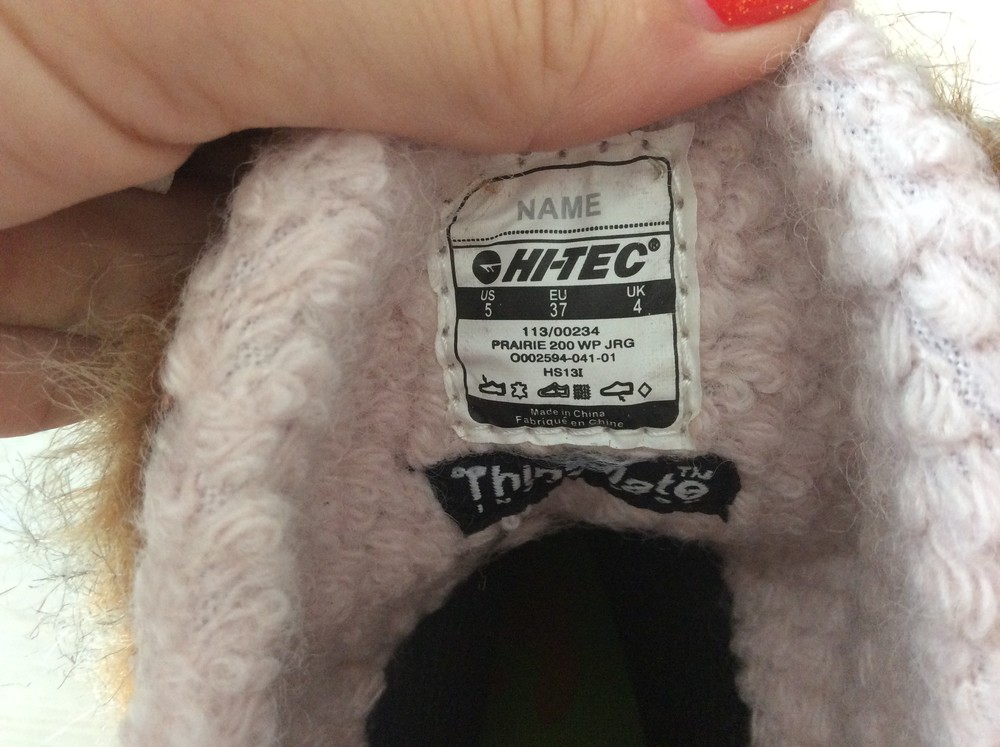 NAME
HI-TEC®
US EU UK
5 37 4
113/00234
PRAIRIE 200 WP JRG
O002594-041-01
HS13I
Made in China
Fabriqué en Chine